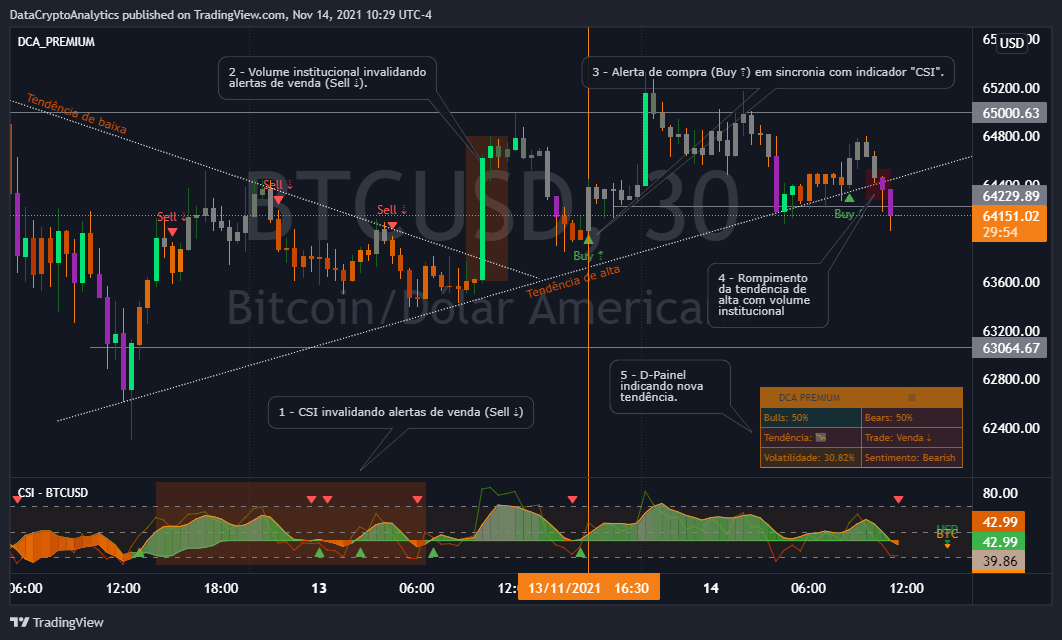 DataCryptoAnalytics published on TradingView.com, Nov 14, 2021 10:29 UTC-4
DCA_PREMIUM
USD
2 - Volume institucional invalidando
alertas de venda (Sell ↓).
3 - Alerta de compra (Buy ↑) em sincronia com indicador "CSI".
65200.00
65000.63
64800.00
64400.00
64229.89
64151.02
29:54
63600.00
63200.00
63064.67
62800.00
62400.00
Tendência de baixa
BTCUSD, 30
Bitcoin/Dólar America
Sell ↓
Sell ↓
Sell ↓
Buy ↑
Buy
Tendência de alta
4 - Rompimento
da tendência de
alta com volume
institucional
5 - D-Painel
indicando nova
tendência.
1 - CSI invalidando alertas de venda (Sell ↓)
DCA PREMIUM
Bulls: 50%
Bears: 50%
Tendência:
Trade: Venda ↓
Volatilidade: 30.82%
Sentimento: Bearish
CSI - BTCUSD
80.00
USD
BTC
42.99
42.99
39.86
06:00
12:00
18:00
13
06:00
12:
13/11/2021 16:30
14
06:00
12:00
TradingView